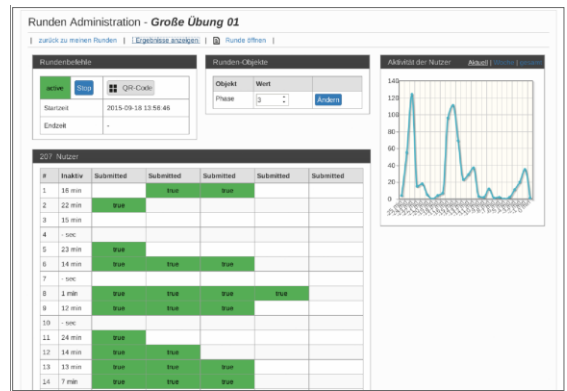 Runden Administration - Große Übung 01
| zurück zu meinen Runden | Ergebnisse anzeigen | Runde öffnen |
Rundenbefehle
active Stop QR-Code
Startzeit 2015-09-18 13:56:46
Endzeit -
Runden-Objekte
Objekt Wert
Phase 3 Ändern
Aktivität der Nutzer Aktuell | Woche | gesamt
140
120
100
80
60
40
20
0
207 Nutzer
# Inaktiv Submitted Submitted Submitted Submitted Submitted
1 16 min true true
2 22 min true
3 15 min
4 - sec
5 23 min true
6 14 min true true true
7 - sec
8 1 min true true true true
9 12 min true true true
10 - sec
11 24 min true
12 14 min true true
13 13 min true true true
14 7 min true true true